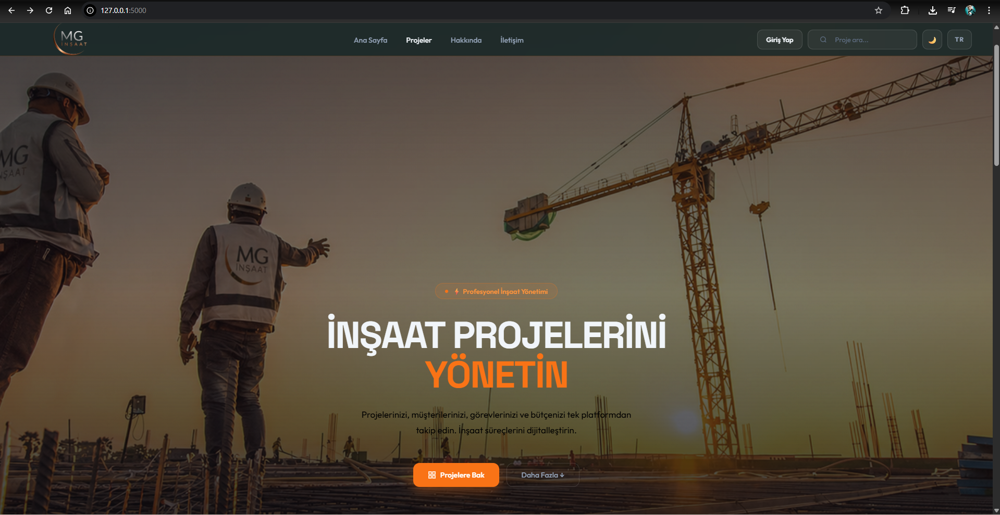 127.0.0.1:5000
MG
İNŞAAT
Ana Sayfa
Projeler
Hakkında
İletişim
Giriş Yap
Proje ara...
TR
MG
MG
İNŞAAT
Profesyonel İnşaat Yönetimi
İNŞAAT PROJELERİNİ
YÖNETİN
Projelerinizi, müşterilerinizi, görevlerinizi ve bütçenizi tek platformdan
takip edin. İnşaat süreçlerini dijitalleştirin.
Projelere Bak
Daha Fazla ↓